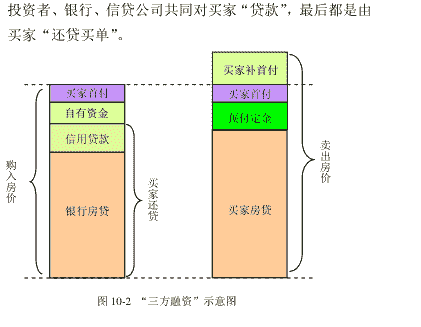 投资者、银行、信贷公司共同对买家“贷款”，最后都是由
买家“还贷买单”。
买家补首付
买家首付
买家首付
自有资金
预付定金
信用贷款
购入房价
买家还贷
卖出房价
银行房贷
买家房贷
图 10-2 “三方融资”示意图